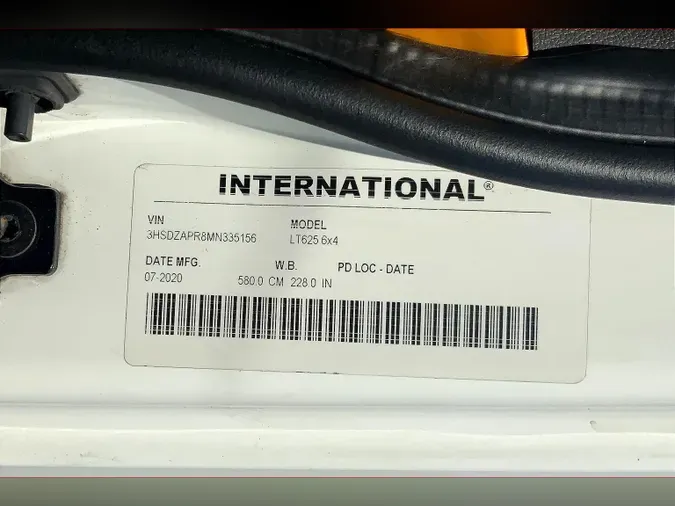 INTERNATIONAL®
VIN MODEL
3HSDZAPR8MN335156 LT625 6x4
DATE MFG. W.B. PD LOC - DATE
07-2020 580.0 CM 228.0 IN